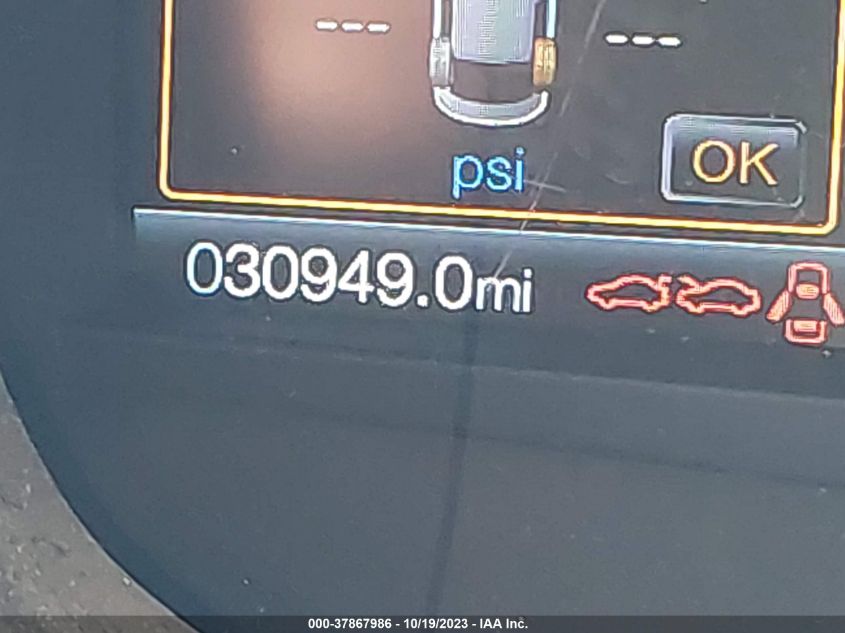 --- ---
psi
OK
030949.0mi
000-37867986 - 10/19/2023 - IAA Inc.